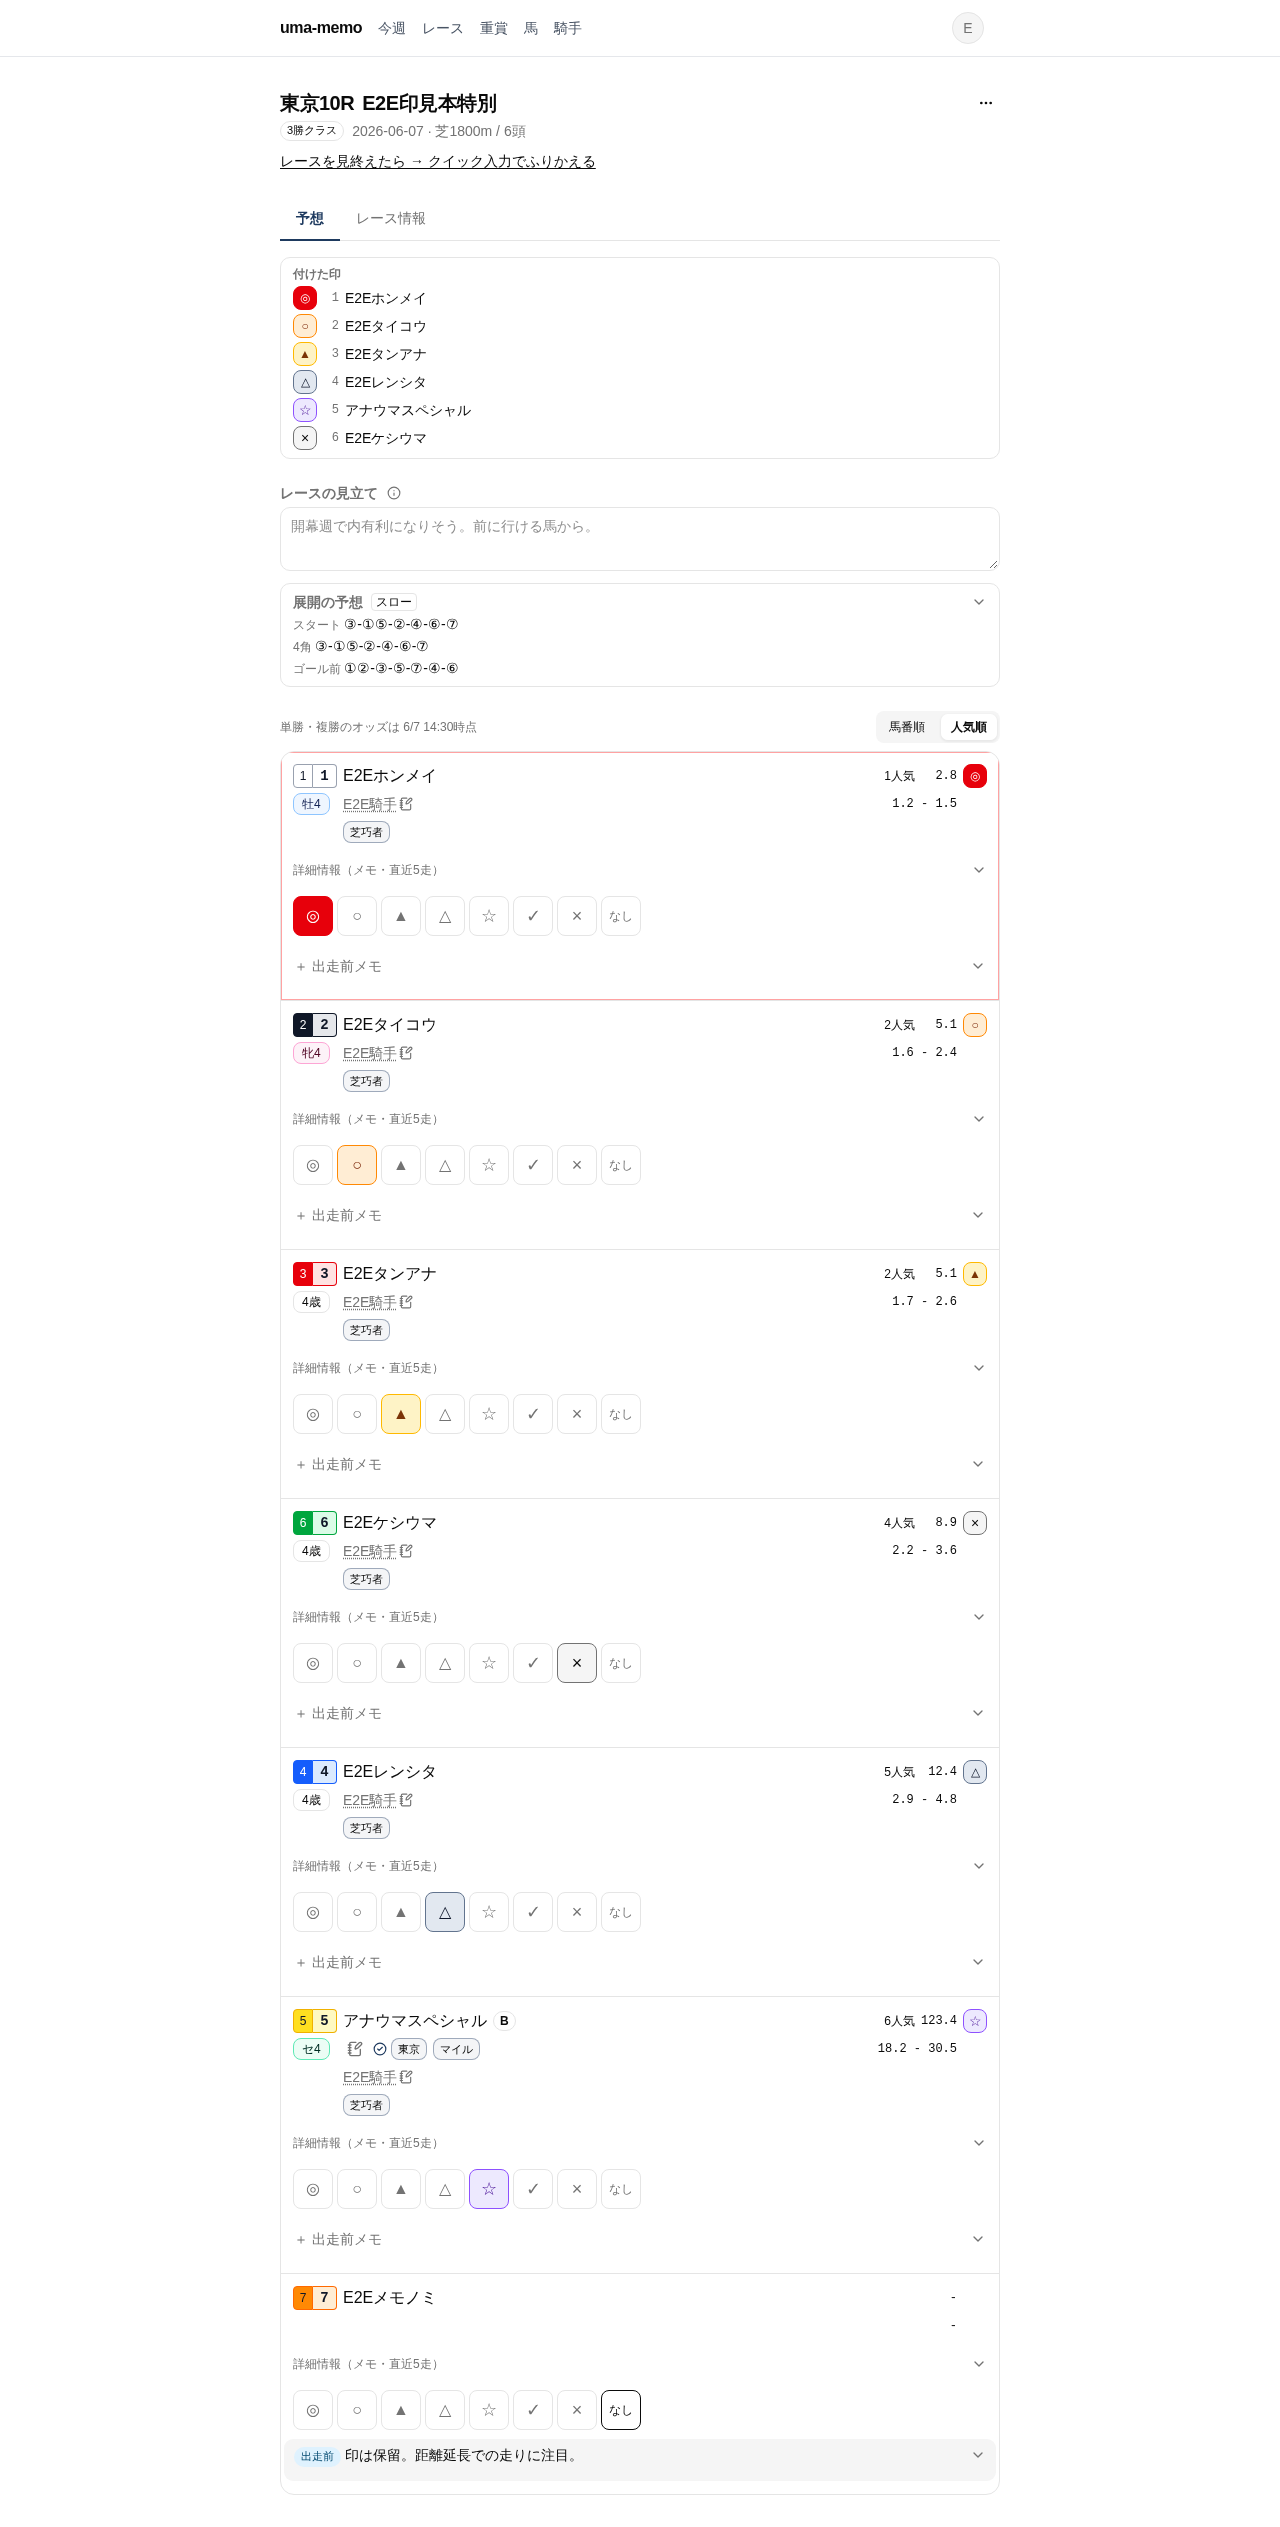 uma-memo 今週 レース 重賞 馬 騎手 E
東京10R E2E印見本特別 …
3勝クラス 2026-06-07 · 芝1800m / 6頭
レースを見終えたら → クイック入力でふりかえる
予想 レース情報
付けた印
◎ 1 E2Eホンメイ
○ 2 E2Eタイコウ
▲ 3 E2Eタンアナ
△ 4 E2Eレンシタ
☆ 5 アナウマスペシャル
× 6 E2Eケシウマ
レースの見立て
開幕週で内有利になりそう。前に行ける馬から。
展開の予想 スロー
スタート ③-①⑤-②-④-⑥-⑦
4角 ③-①⑤-②-④-⑥-⑦
ゴール前 ①②-③-⑤-⑦-④-⑥
単勝・複勝のオッズは 6/7 14:30時点 馬番順 人気順
1 1 E2Eホンメイ 1人気 2.8 ◎
牡4 E2E騎手 1.2 - 1.5
芝巧者
詳細情報（メモ・直近5走）
◎ ○ ▲ △ ☆ ✓ × なし
＋ 出走前メモ
2 2 E2Eタイコウ 2人気 5.1 ○
牝4 E2E騎手 1.6 - 2.4
芝巧者
詳細情報（メモ・直近5走）
◎ ○ ▲ △ ☆ ✓ × なし
＋ 出走前メモ
3 3 E2Eタンアナ 2人気 5.1 ▲
4歳 E2E騎手 1.7 - 2.6
芝巧者
詳細情報（メモ・直近5走）
◎ ○ ▲ △ ☆ ✓ × なし
＋ 出走前メモ
6 6 E2Eケシウマ 4人気 8.9 ×
4歳 E2E騎手 2.2 - 3.6
芝巧者
詳細情報（メモ・直近5走）
◎ ○ ▲ △ ☆ ✓ × なし
＋ 出走前メモ
4 4 E2Eレンシタ 5人気 12.4 △
4歳 E2E騎手 2.9 - 4.8
芝巧者
詳細情報（メモ・直近5走）
◎ ○ ▲ △ ☆ ✓ × なし
＋ 出走前メモ
5 5 アナウマスペシャル B 6人気 123.4 ☆
セ4 東京 マイル 18.2 - 30.5
E2E騎手
芝巧者
詳細情報（メモ・直近5走）
◎ ○ ▲ △ ☆ ✓ × なし
＋ 出走前メモ
7 7 E2Eメモノミ -
-
詳細情報（メモ・直近5走）
◎ ○ ▲ △ ☆ ✓ × なし
出走前 印は保留。距離延長での走りに注目。